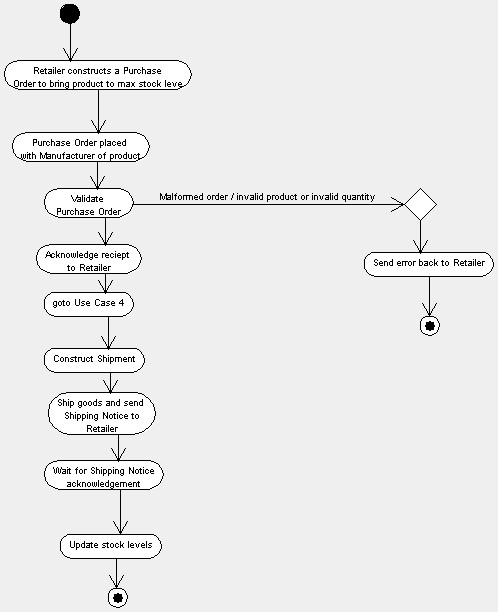 Retailer constructs a Purchase
Order to bring product to max stock leve
Purchase Order placed
with Manufacturer of product
Validate
Purchase Order
Malformed order / invalid product or invalid quantity
Acknowledge reciept
to Retailer
Send error back to Retailer
goto Use Case 4
Construct Shipment
Ship goods and send
Shipping Notice to
Retailer
Wait for Shipping Notice
acknowledgement
Update stock levels